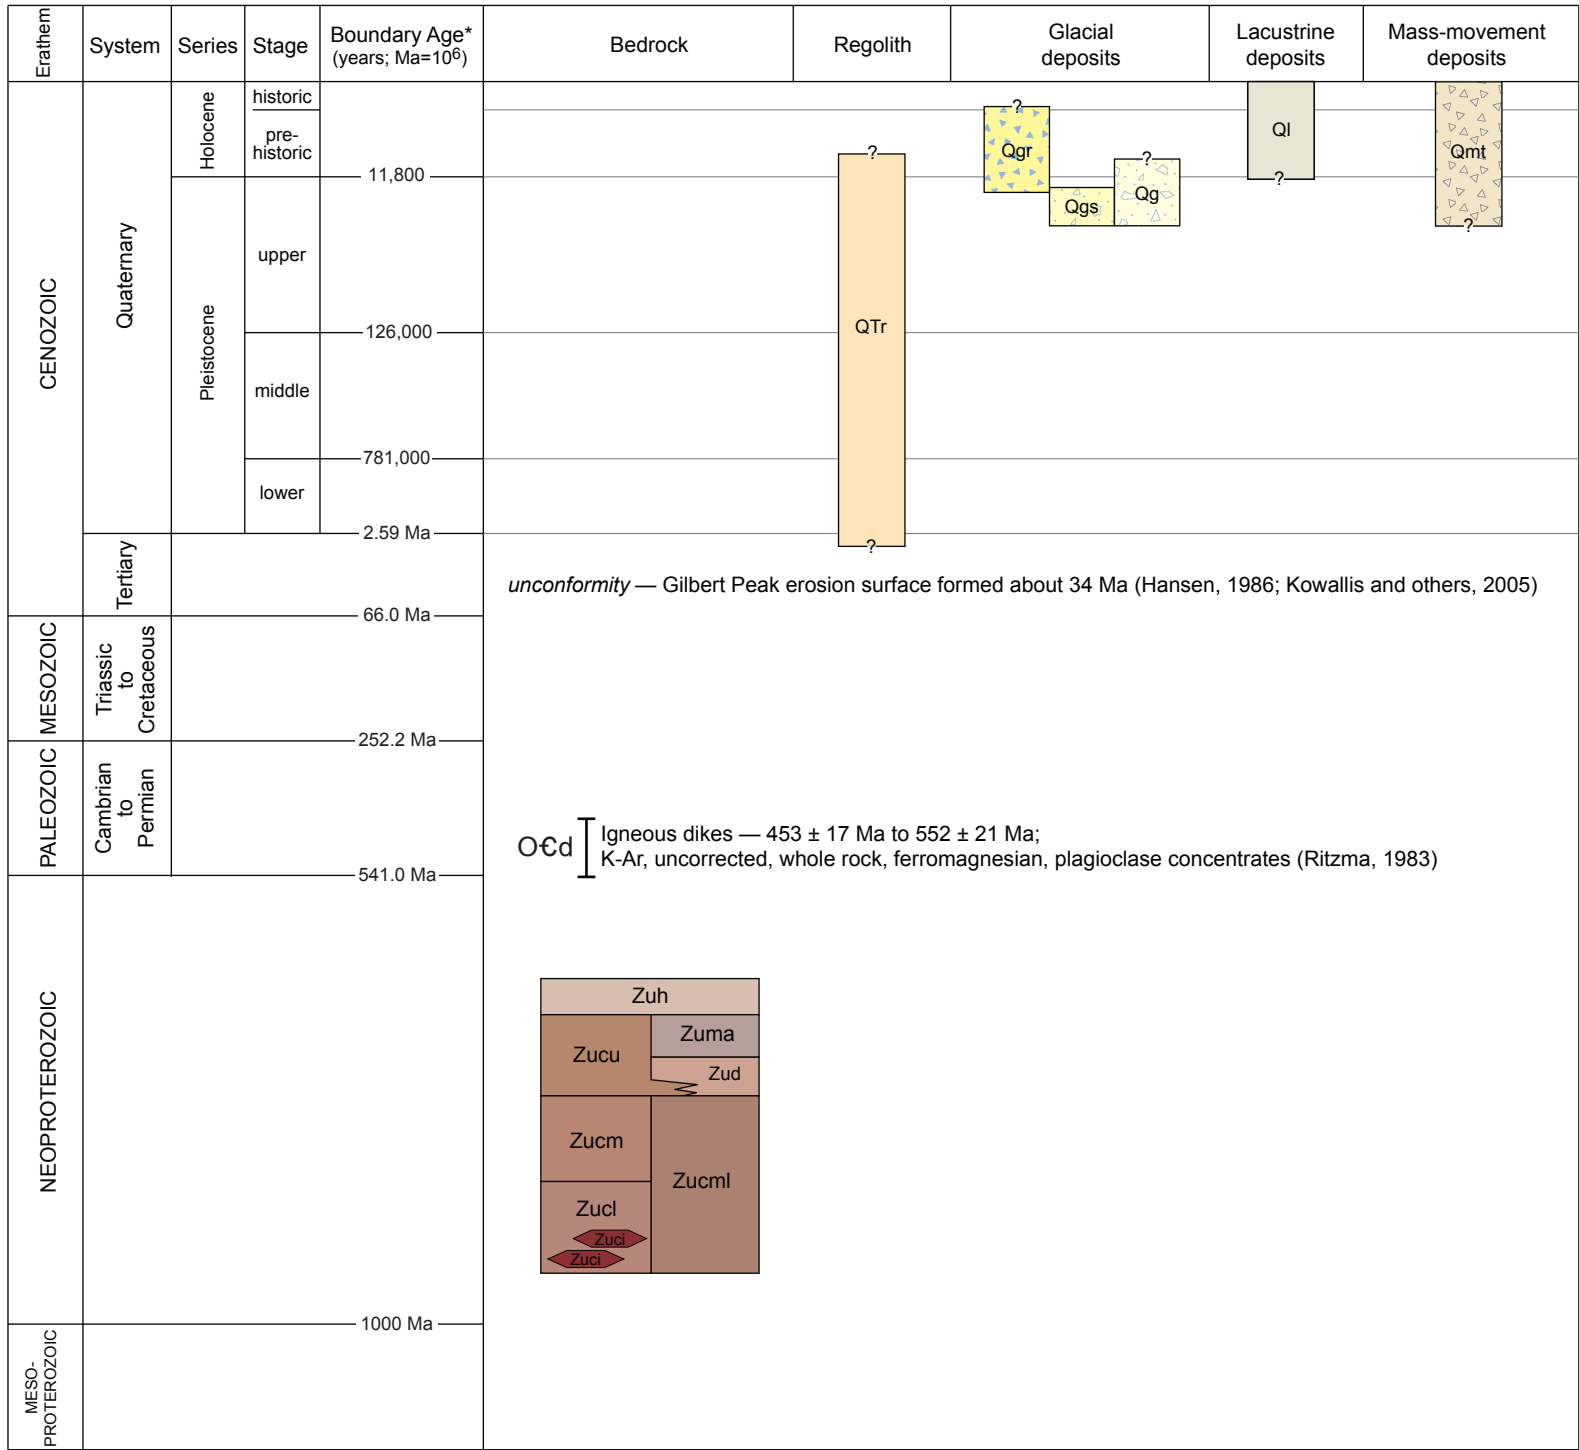 Erathem
System
Series
Stage
Boundary Age*
(years; Ma=10⁶)
Bedrock
Regolith
Glacial
deposits
Lacustrine
deposits
Mass-movement
deposits
CENOZOIC
Quaternary
Holocene
historic
pre-
historic
11,800
Pleistocene
upper
126,000
middle
781,000
lower
2.59 Ma
Tertiary
66.0 Ma
?
QTr
?
?
Qgr
Qgs
?
Qg
Ql
?
Qmt
?
unconformity — Gilbert Peak erosion surface formed about 34 Ma (Hansen, 1986; Kowallis and others, 2005)
MESOZOIC
Triassic
to
Cretaceous
252.2 Ma
PALEOZOIC
Cambrian
to
Permian
541.0 Ma
O€d
Igneous dikes — 453 ± 17 Ma to 552 ± 21 Ma;
K-Ar, uncorrected, whole rock, ferromagnesian, plagioclase concentrates (Ritzma, 1983)
NEOPROTEROZOIC
Zuh
Zucu
Zuma
Zud
Zucm
Zucml
Zucl
Zuci
Zuci
1000 Ma
MESO-
PROTEROZOIC